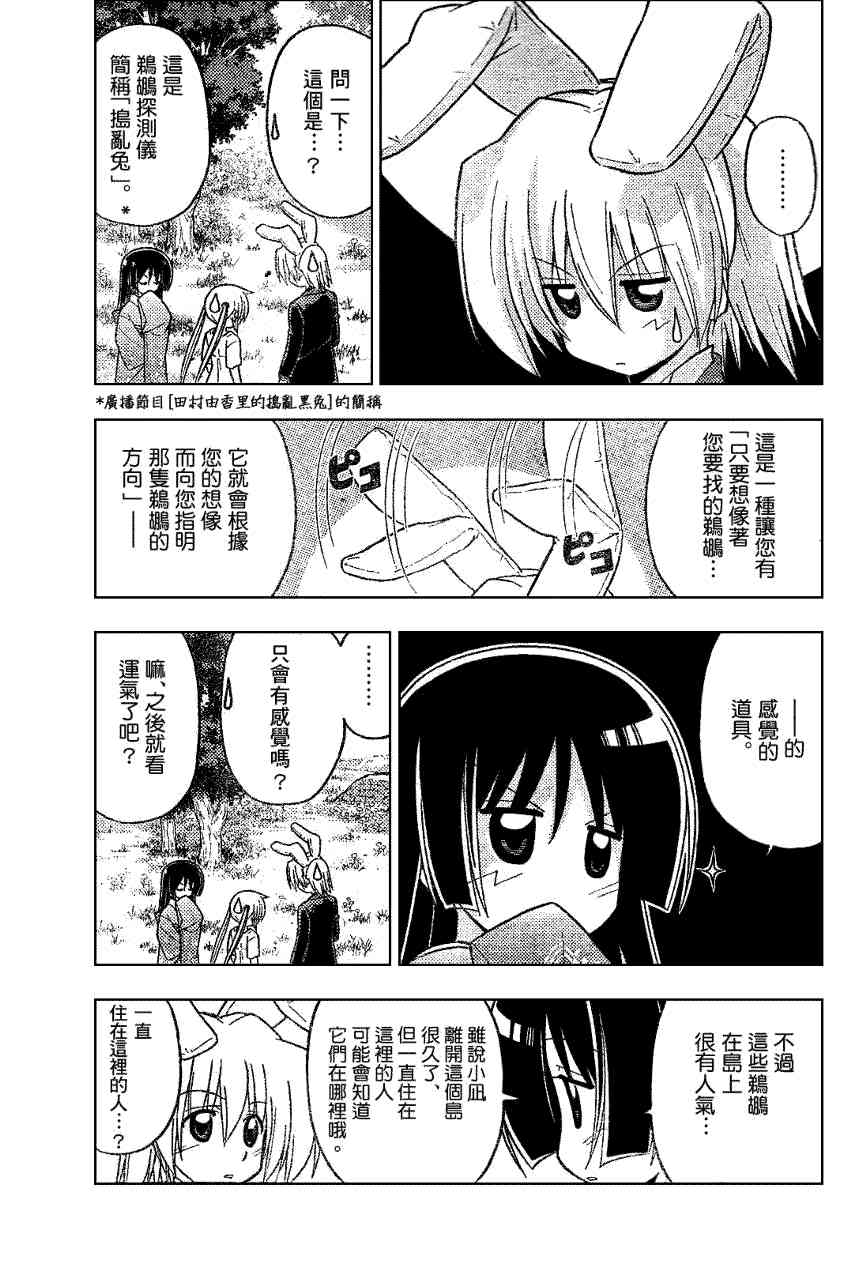 ………
問一下…
這個是…？
這是
鵜鶘探測儀
簡稱「搗亂兔」。*
*廣播節目[田村由香里的搗亂黑兔]的簡稱
這是一種讓您有
「只要想像著
您要找的鵜鶘…
ピコ
ピコ
它就會根據
您的想像
而向您指明
那隻鵜鶘的
方向」——
——的
感覺的
道具。
………
只會有感覺嗎？
嘛、之後就看
運氣了吧？
不過
這些鵜鶘
在島上
很有人氣…
雖說小凪
離開這個島
很久了、
但一直住在
這裡的人
可能會知道
它們在哪裡哦。
一直
住在這裡的人…？